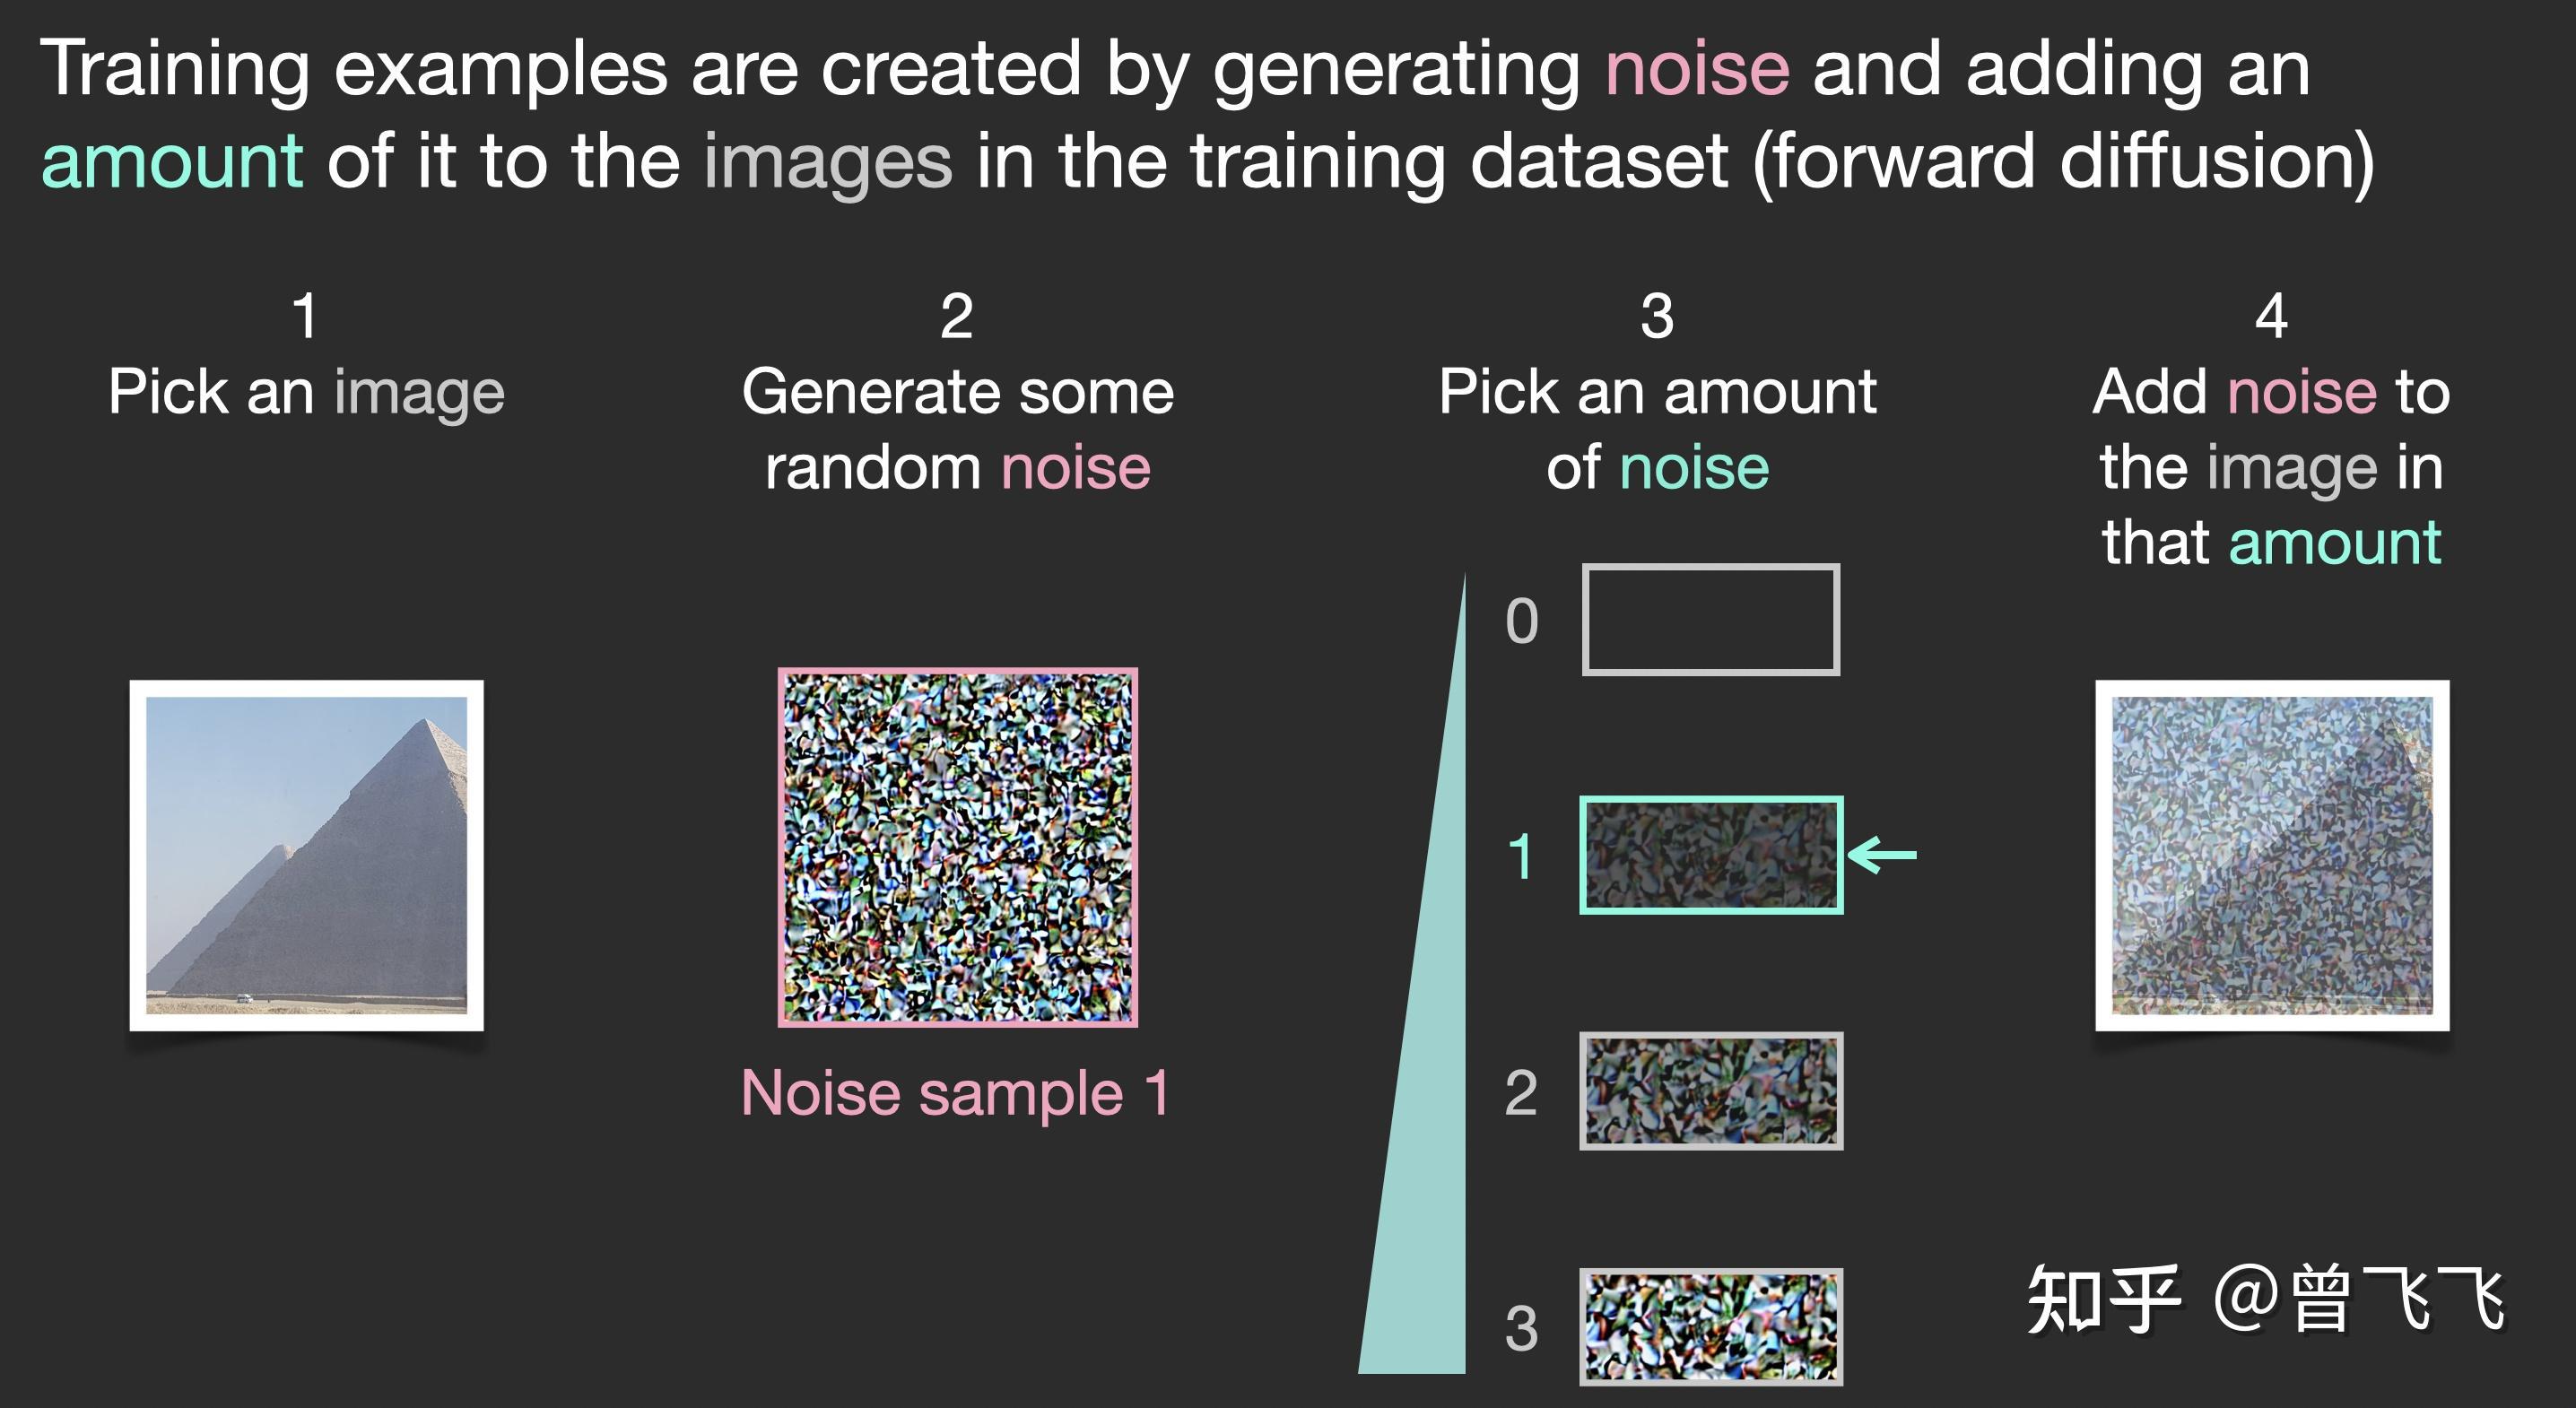 Training examples are created by generating noise and adding an
amount of it to the images in the training dataset (forward diffusion)
1
Pick an image
2
Generate some
random noise
Noise sample 1
3
Pick an amount
of noise
0
1
2
3
4
Add noise to
the image in
that amount
知乎 @曾飞飞